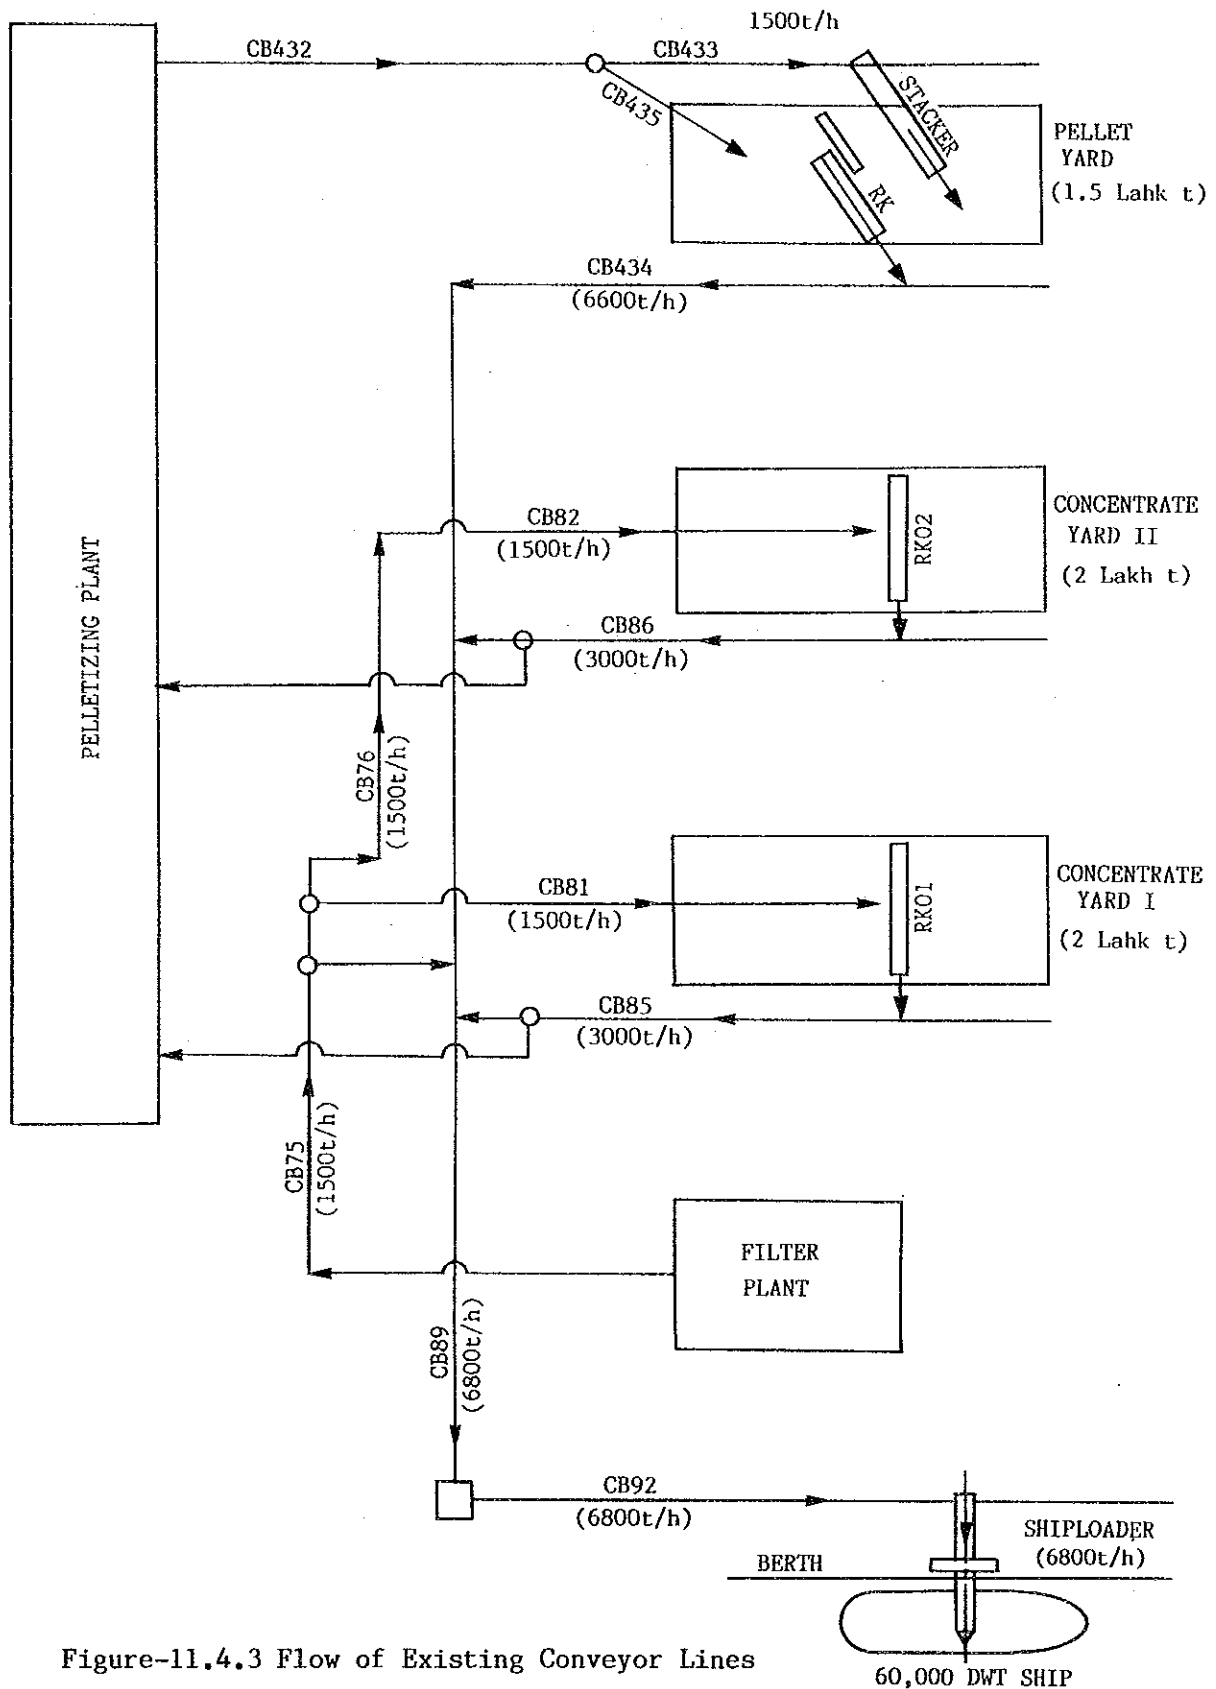 1500t/h
CB432
CB433
CB435
STACKER
RK
PELLET
YARD
(1.5 Lahk t)
CB434
(6600t/h)
PELLETIZING PLANT
CB82
(1500t/h)
RK02
CONCENTRATE
YARD II
(2 Lakh t)
CB86
(3000t/h)
CB76
(1500t/h)
CB81
(1500t/h)
RK01
CONCENTRATE
YARD I
(2 Lahk t)
CB85
(3000t/h)
CB75
(1500t/h)
FILTER
PLANT
CB89
(6800t/h)
CB92
(6800t/h)
SHIPLOADER
(6800t/h)
BERTH
Figure-11.4.3 Flow of Existing Conveyor Lines
60,000 DWT SHIP